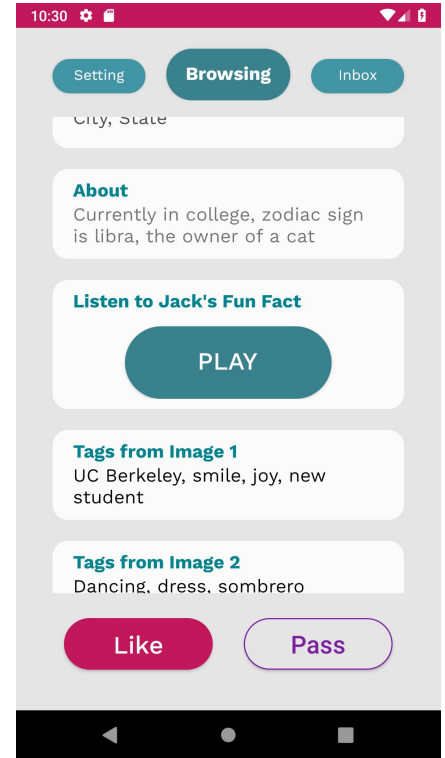 10:30
Setting
Browsing
Inbox
City, State
About
Currently in college, zodiac sign
is libra, the owner of a cat
Listen to Jack's Fun Fact
PLAY
Tags from Image 1
UC Berkeley, smile, joy, new
student
Tags from Image 2
Dancing, dress, sombrero
Like
Pass